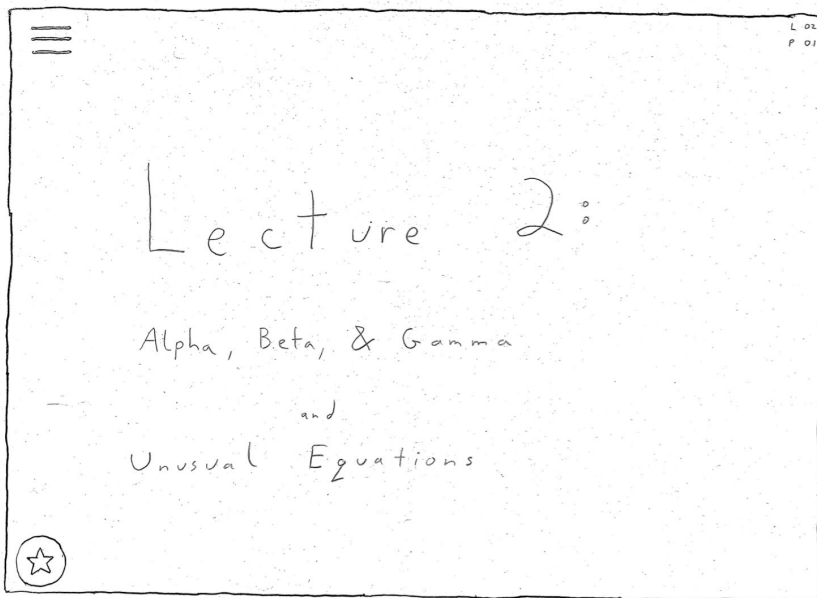 L 02
P 01
Lecture 2:
Alpha, Beta, & Gamma
and
Unusual Equations